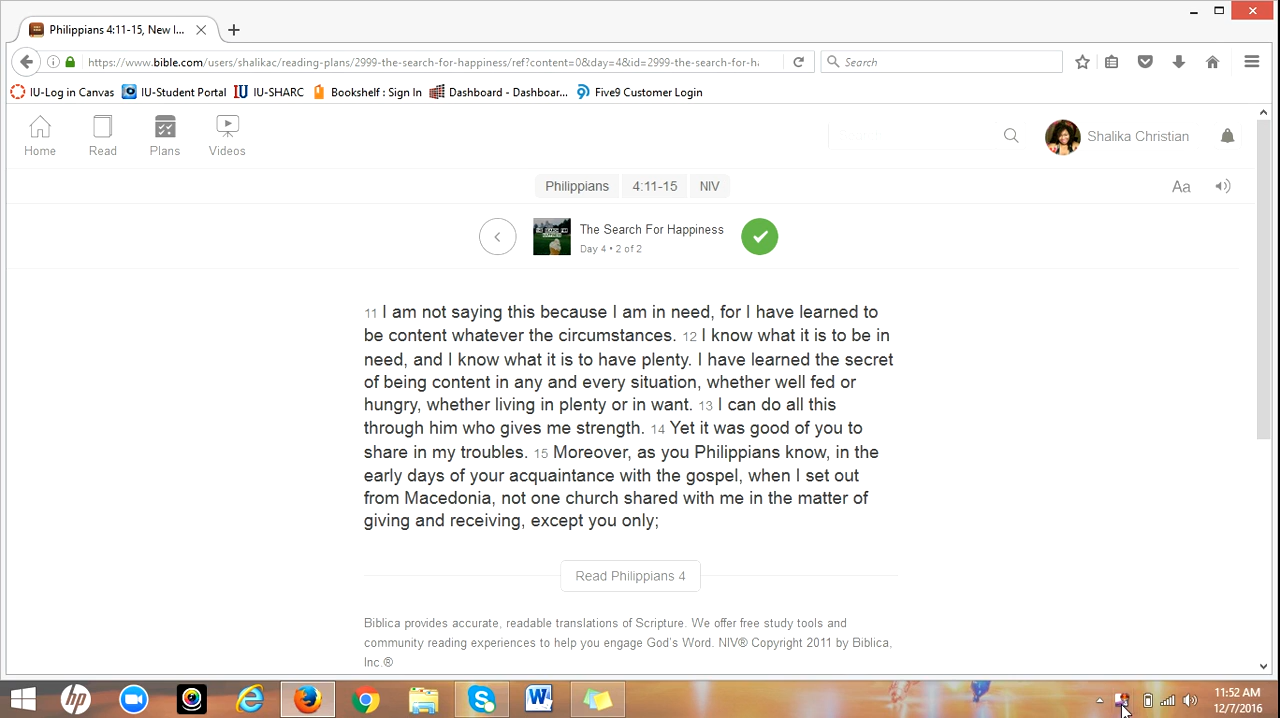 Philippians 4:11-15, New I...
https://www.bible.com/users/shalikac/reading-plans/2999-the-search-for-happiness/ref?content=0&day=4&id=2999-the-search-for-h
Search
IU-Log in Canvas IU-Student Portal IU IU-SHARC Bookshelf : Sign In Dashboard - Dashboar... Five9 Customer Login
Home Read Plans Videos
Shalika Christian
Philippians 4:11-15 NIV
Aa
The Search For Happiness
Day 4 • 2 of 2
11 I am not saying this because I am in need, for I have learned to
be content whatever the circumstances. 12 I know what it is to be in
need, and I know what it is to have plenty. I have learned the secret
of being content in any and every situation, whether well fed or
hungry, whether living in plenty or in want. 13 I can do all this
through him who gives me strength. 14 Yet it was good of you to
share in my troubles. 15 Moreover, as you Philippians know, in the
early days of your acquaintance with the gospel, when I set out
from Macedonia, not one church shared with me in the matter of
giving and receiving, except you only;
Read Philippians 4
Biblica provides accurate, readable translations of Scripture. We offer free study tools and
community reading experiences to help you engage God's Word. NIV® Copyright 2011 by Biblica,
Inc.®
hp
11:52 AM
12/7/2016